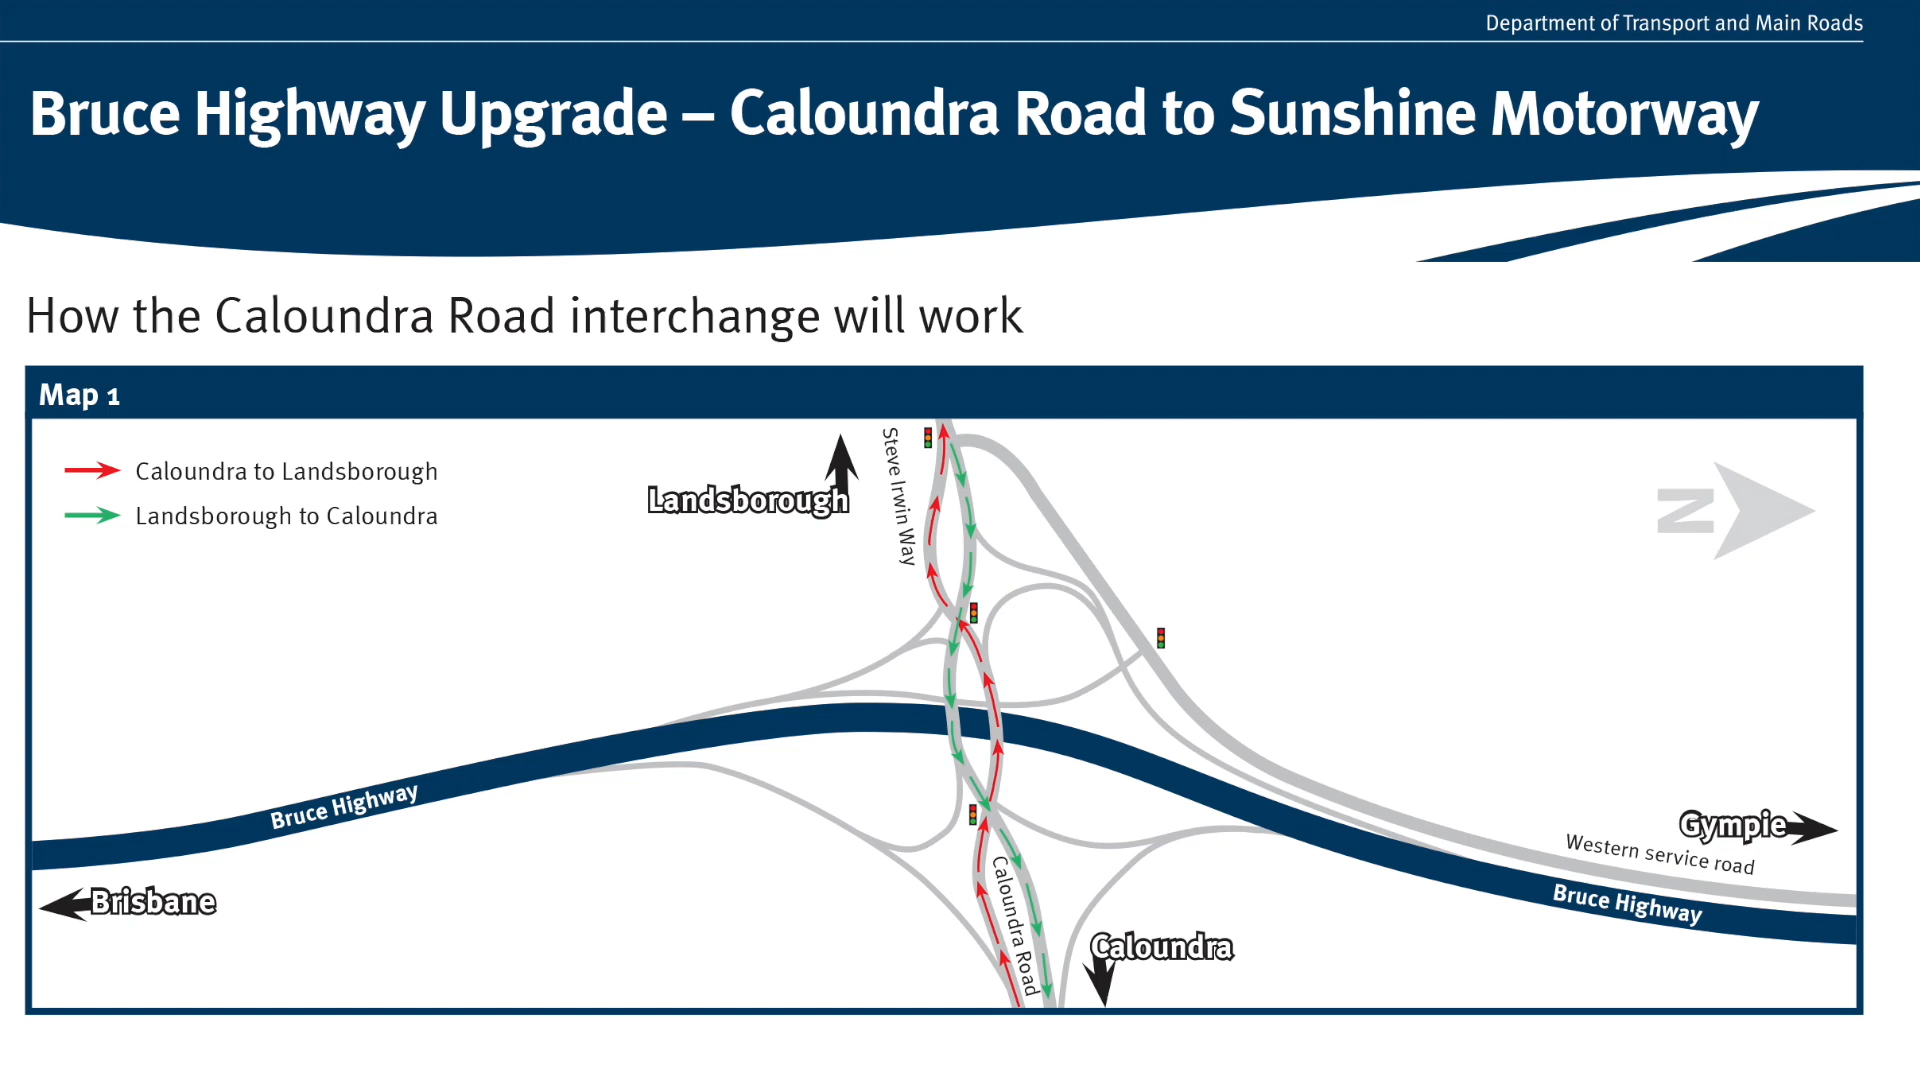 Department of Transport and Main Roads
Bruce Highway Upgrade – Caloundra Road to Sunshine Motorway
How the Caloundra Road interchange will work
Map 1
Caloundra to Landsborough
Landsborough to Caloundra
Landsborough
Steve Irwin Way
N
Bruce Highway
Brisbane
Caloundra Road
Caloundra
Gympie
Western service road
Bruce Highway